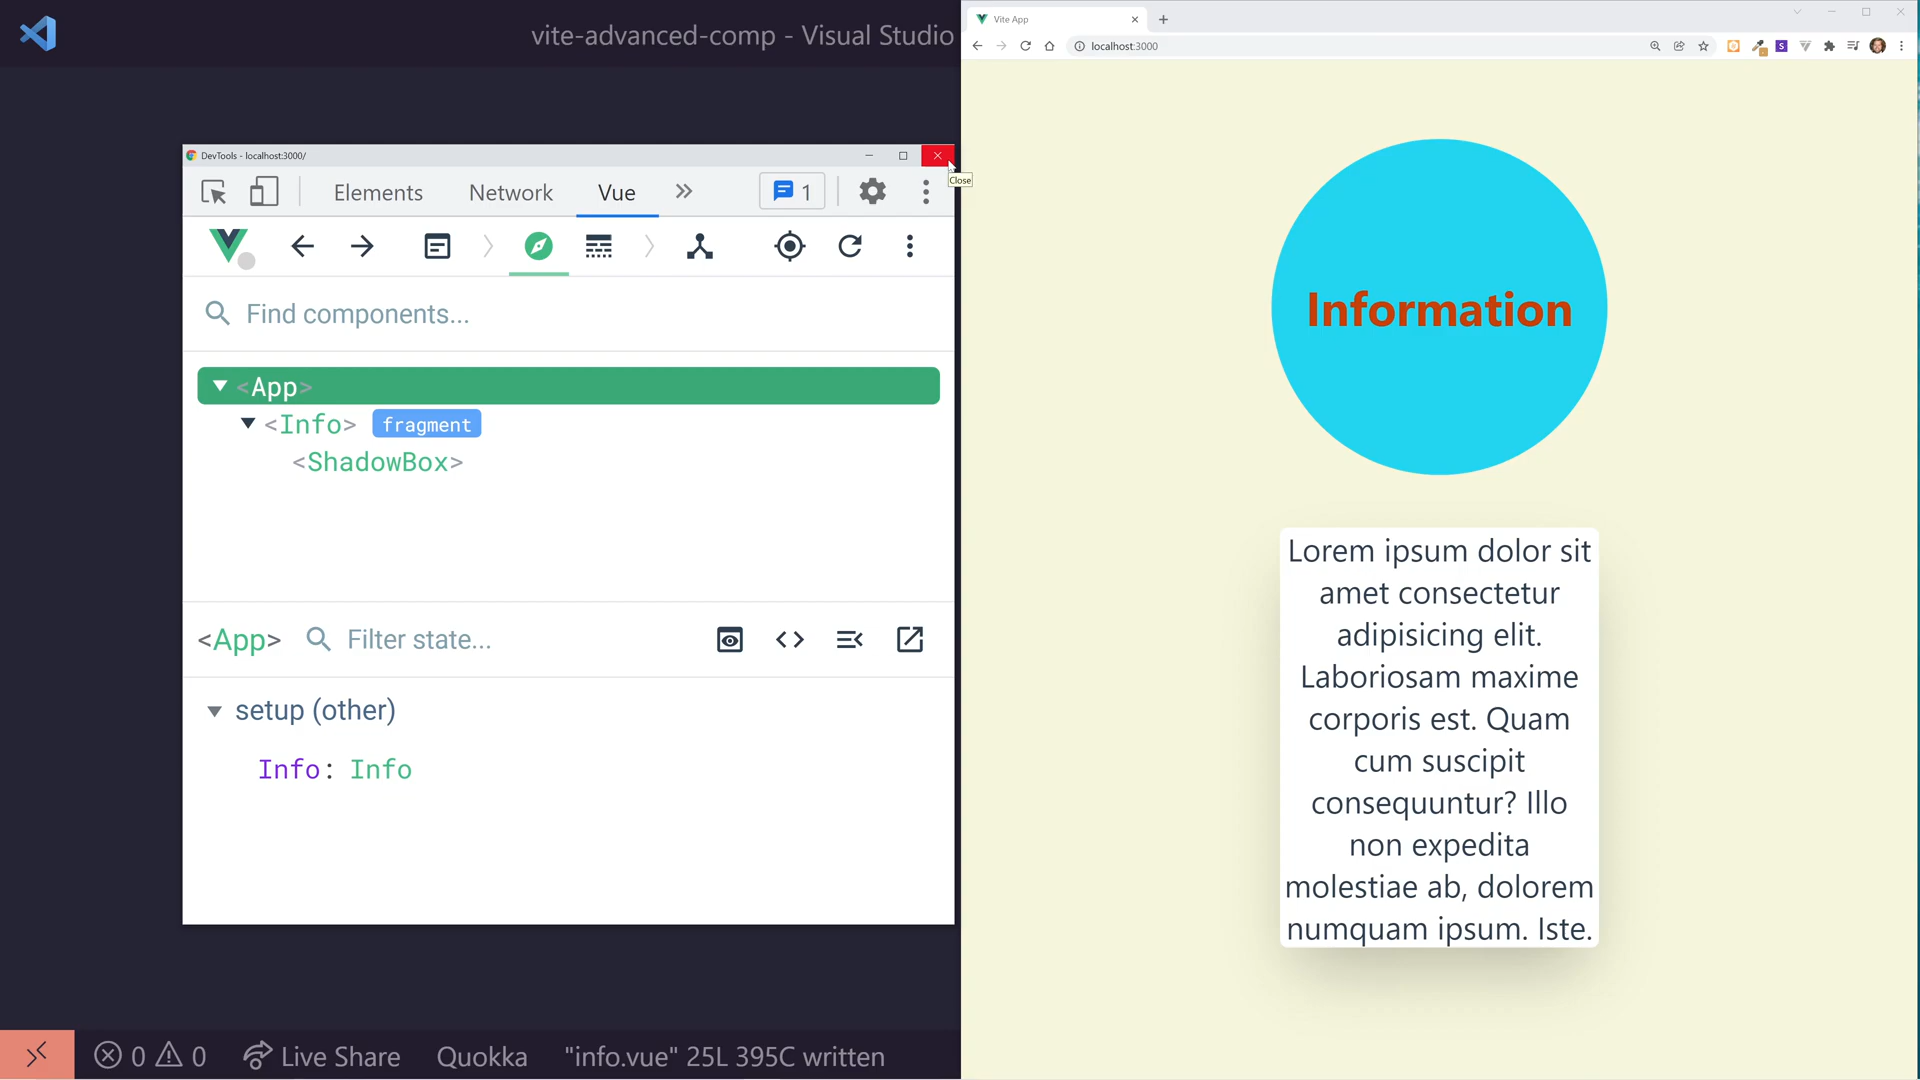 vite-advanced-comp - Visual Studio
DevTools - localhost:3000/
Close
Elements
Network
Vue
1
Find components...
<App>
<Info> fragment
<ShadowBox>
<App>
Filter state...
setup (other)
Info: Info
0
0
Live Share
Quokka
"info.vue" 25L 395C written
Vite App
localhost:3000
S
Information
Lorem ipsum dolor sit
amet consectetur
adipisicing elit.
Laboriosam maxime
corporis est. Quam
cum suscipit
consequuntur? Illo
non expedita
molestiae ab, dolorem
numquam ipsum. Iste.